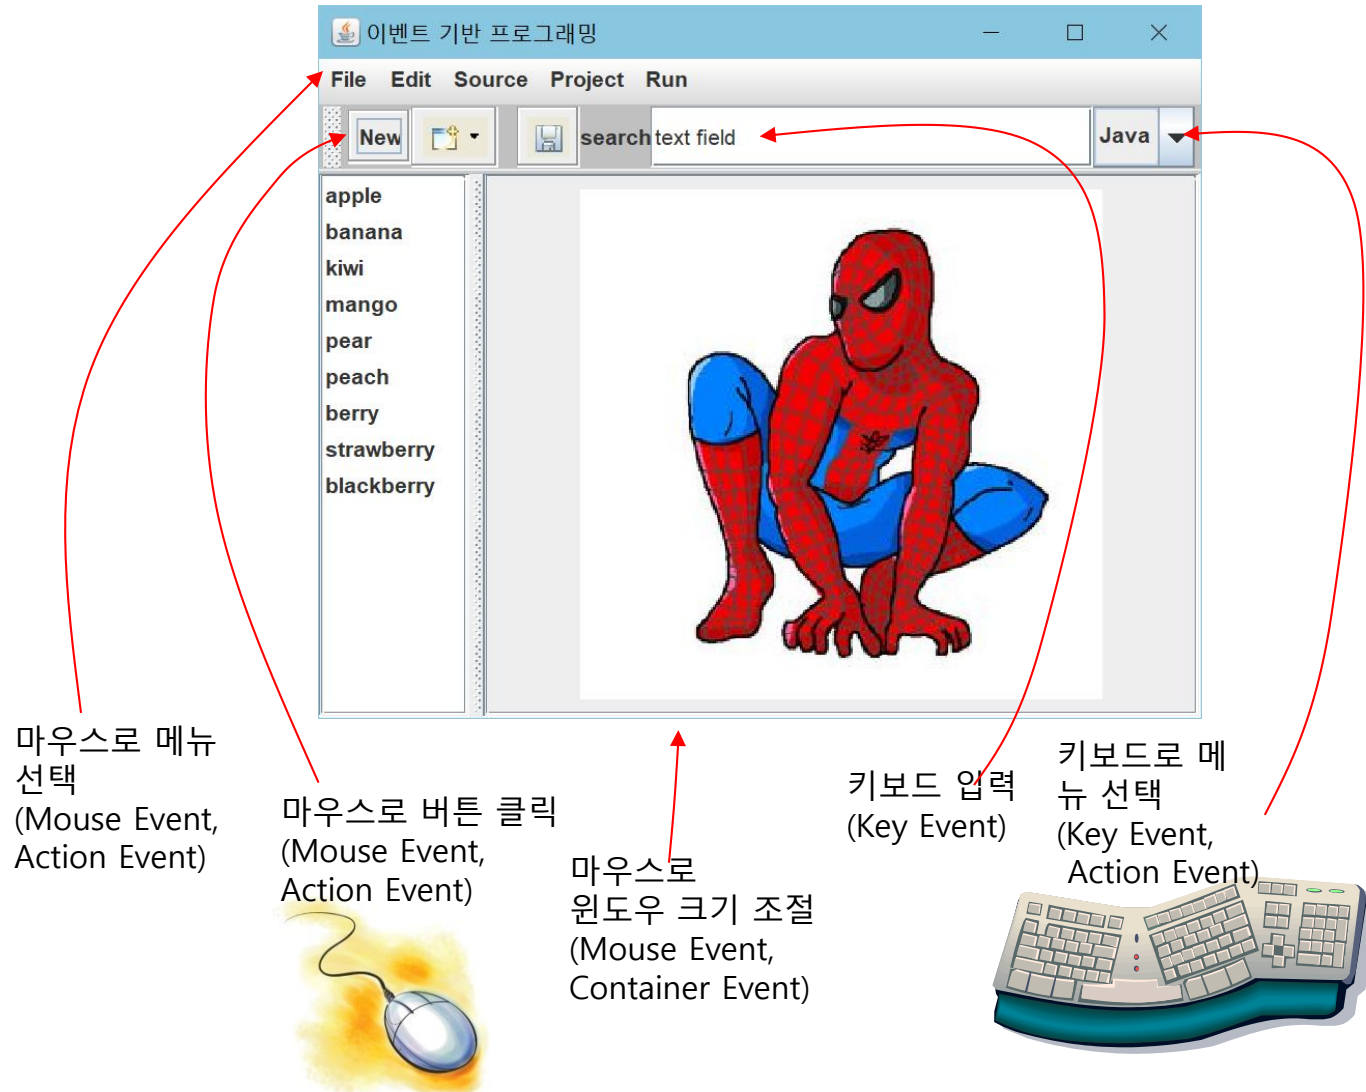 이벤트 기반 프로그래밍
File Edit Source Project Run
New search text field Java
apple
banana
kiwi
mango
pear
peach
berry
strawberry
blackberry
마우스로 메뉴
선택
(Mouse Event,
Action Event)
마우스로 버튼 클릭
(Mouse Event,
Action Event)
마우스로
윈도우 크기 조절
(Mouse Event,
Container Event)
키보드 입력
(Key Event)
키보드로 메
뉴 선택
(Key Event,
Action Event)